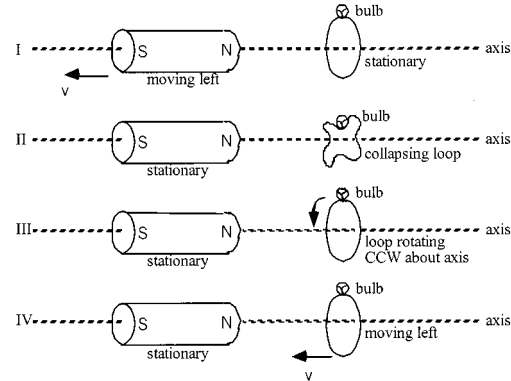 bulb
I S N axis
moving left stationary
v
bulb
II S N axis
collapsing loop
stationary
bulb
III S N axis
loop rotating
CCW about axis
stationary
bulb
IV S N axis
moving left
stationary
v